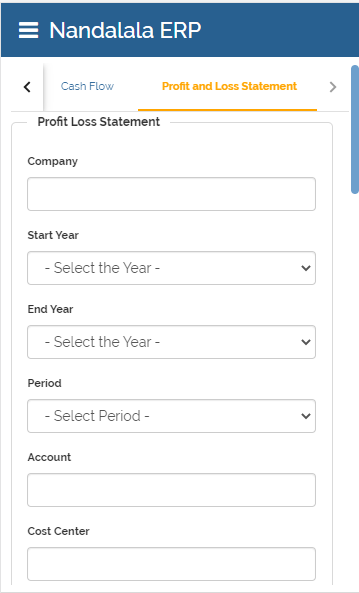 Nandalala ERP
Cash Flow Profit and Loss Statement
Profit Loss Statement
Company
Start Year
- Select the Year -
End Year
- Select the Year -
Period
- Select Period -
Account
Cost Center